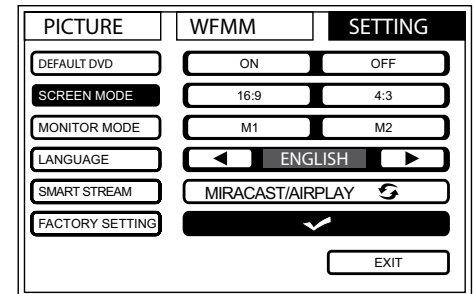 PICTURE WFMM SETTING
DEFAULT DVD ON OFF
SCREEN MODE 16:9 4:3
MONITOR MODE M1 M2
LANGUAGE ENGLISH
SMART STREAM MIRACAST/AIRPLAY
FACTORY SETTING
EXIT